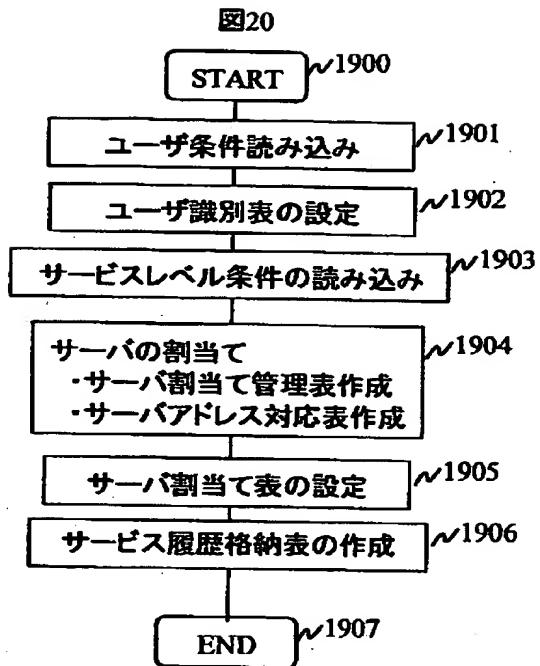 図20
START
1900
ユーザ条件読み込み
1901
ユーザ識別表の設定
1902
サービスレベル条件の読み込み
1903
サーバの割当て
・サーバ割当て管理表作成
・サーバアドレス対応表作成
1904
サーバ割当て表の設定
1905
サービス履歴格納表の作成
1906
END
1907